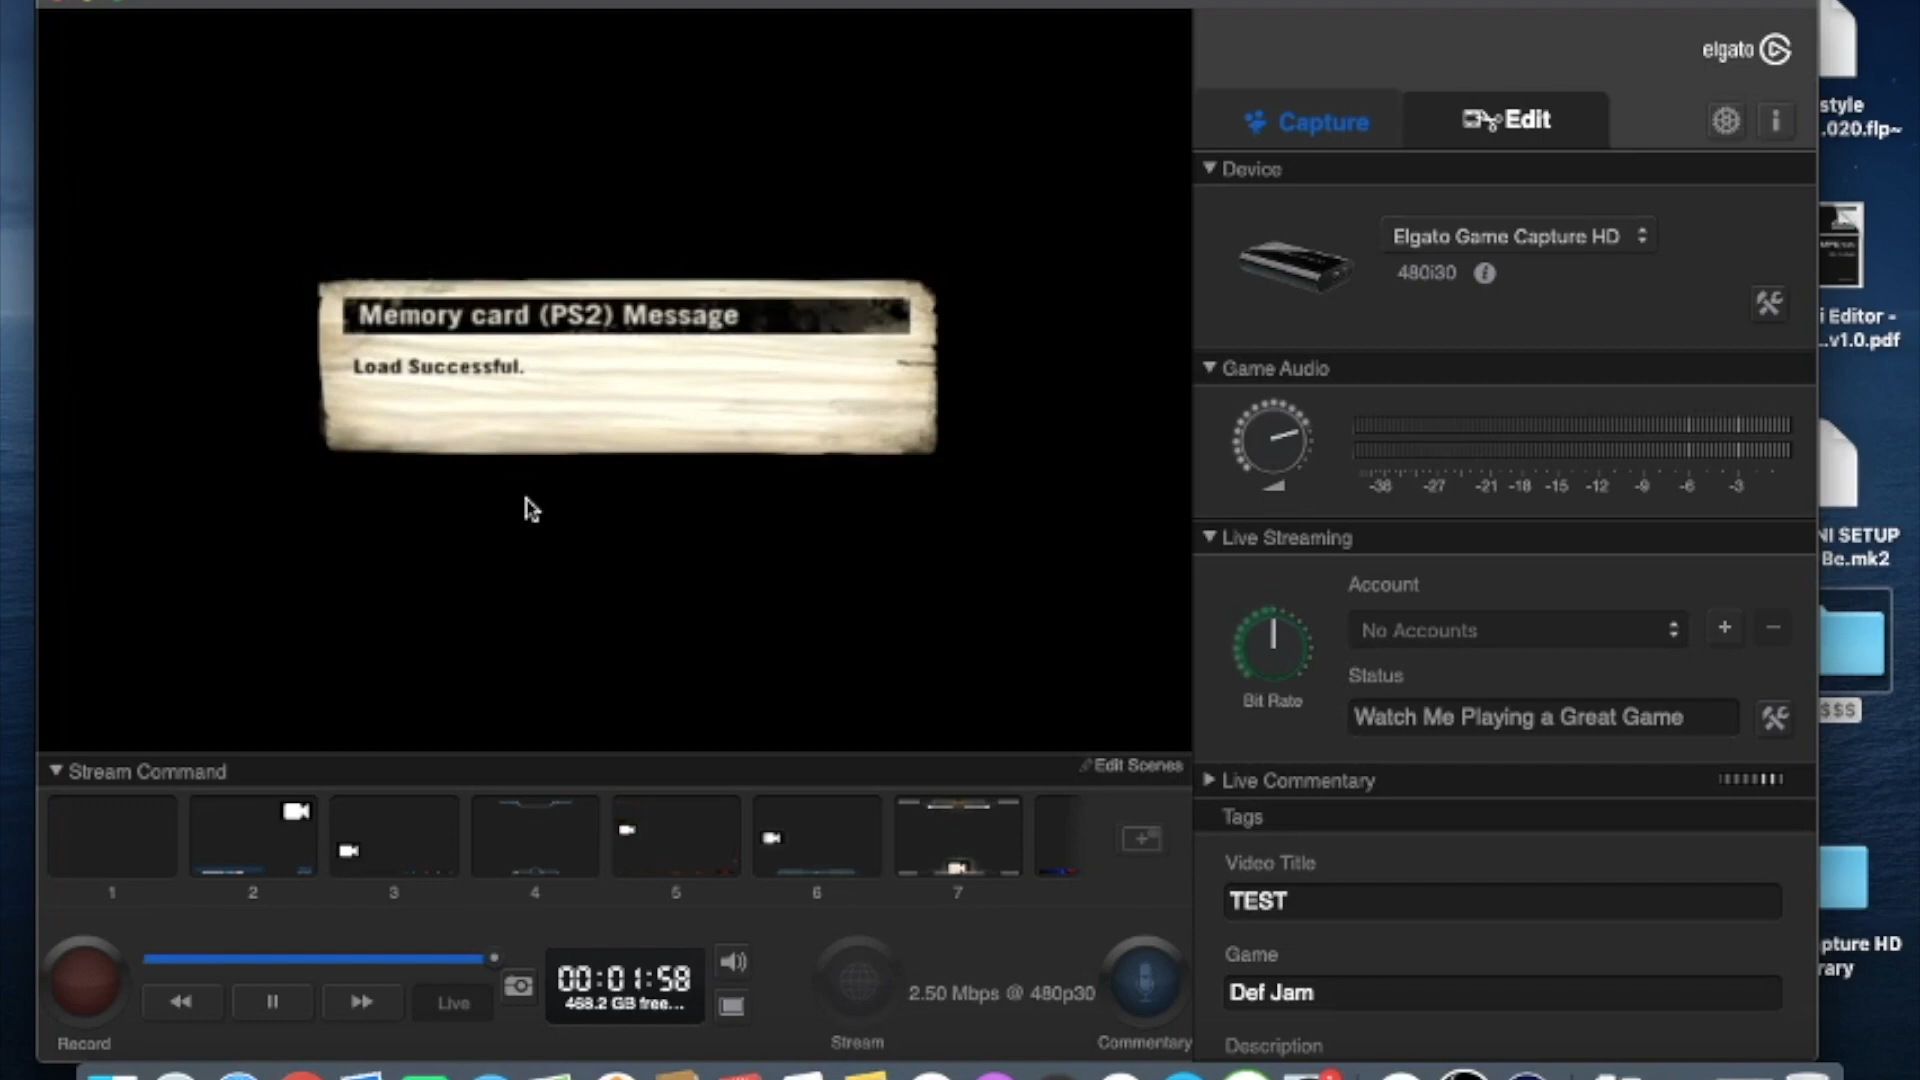 elgato
Capture
Edit
style
.020.flp~
Device
Elgato Game Capture HD
480i30
i Editor -
..v1.0.pdf
Memory card (PS2) Message
Load Successful.
Game Audio
-38 -27 -21 -18 -15 -12 -9 -6 -3
Live Streaming
NI SETUP
Be.mk2
Account
No Accounts
+ -
Status
Bit Rate
Watch Me Playing a Great Game
$$$
Stream Command
Edit Scenes
Live Commentary
Tags
1 2 3 4 5 6 7
Video Title
TEST
Game
Def Jam
pture HD
rary
00:01:58
468.2 GB free...
Live
2.50 Mbps @ 480p30
Record
Stream
Commentary
Description